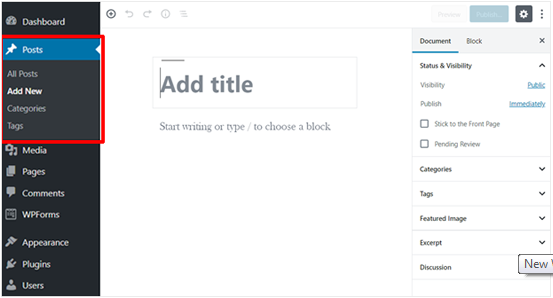 Dashboard
Posts
All Posts
Add New
Categories
Tags
Media
Pages
Comments
WPForms
Appearance
Plugins
Users
Preview
Publish...
Add title
Start writing or type / to choose a block
Document
Block
Status & Visibility
Visibility
Public
Publish
Immediately
Stick to the Front Page
Pending Review
Categories
Tags
Featured Image
Excerpt
Discussion
New